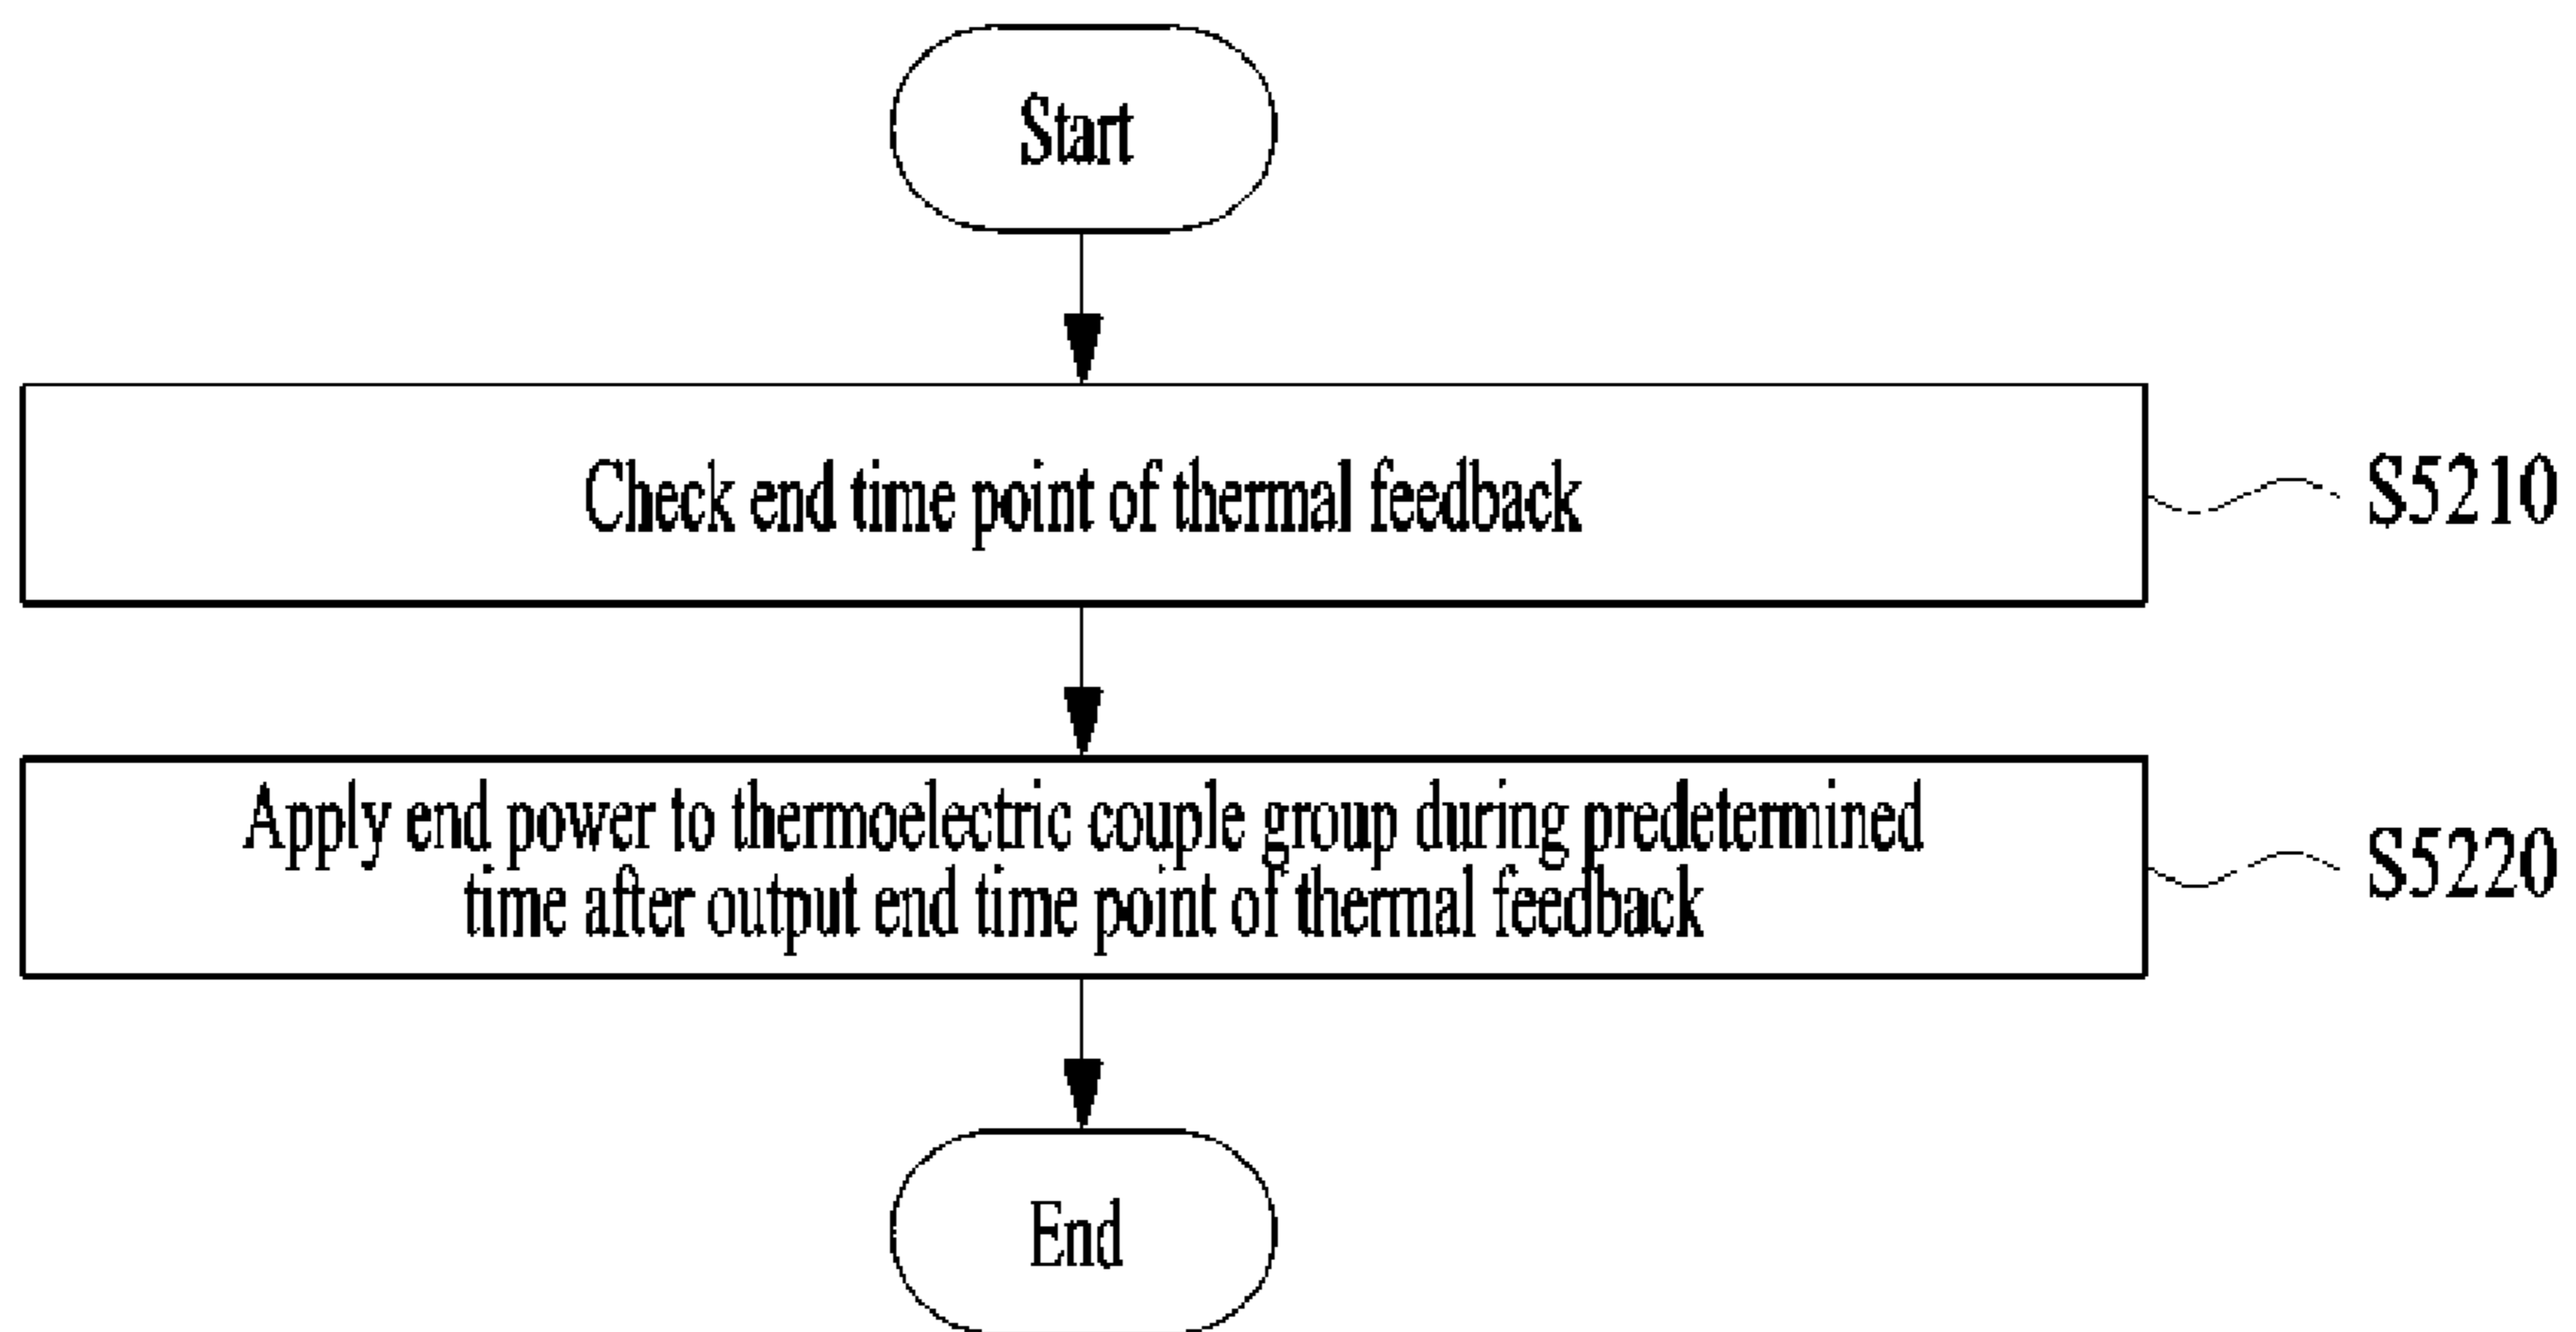 Start
Check end time point of thermal feedback
S5210
Apply end power to thermoelectric couple group during predetermined
time after output end time point of thermal feedback
S5220
End